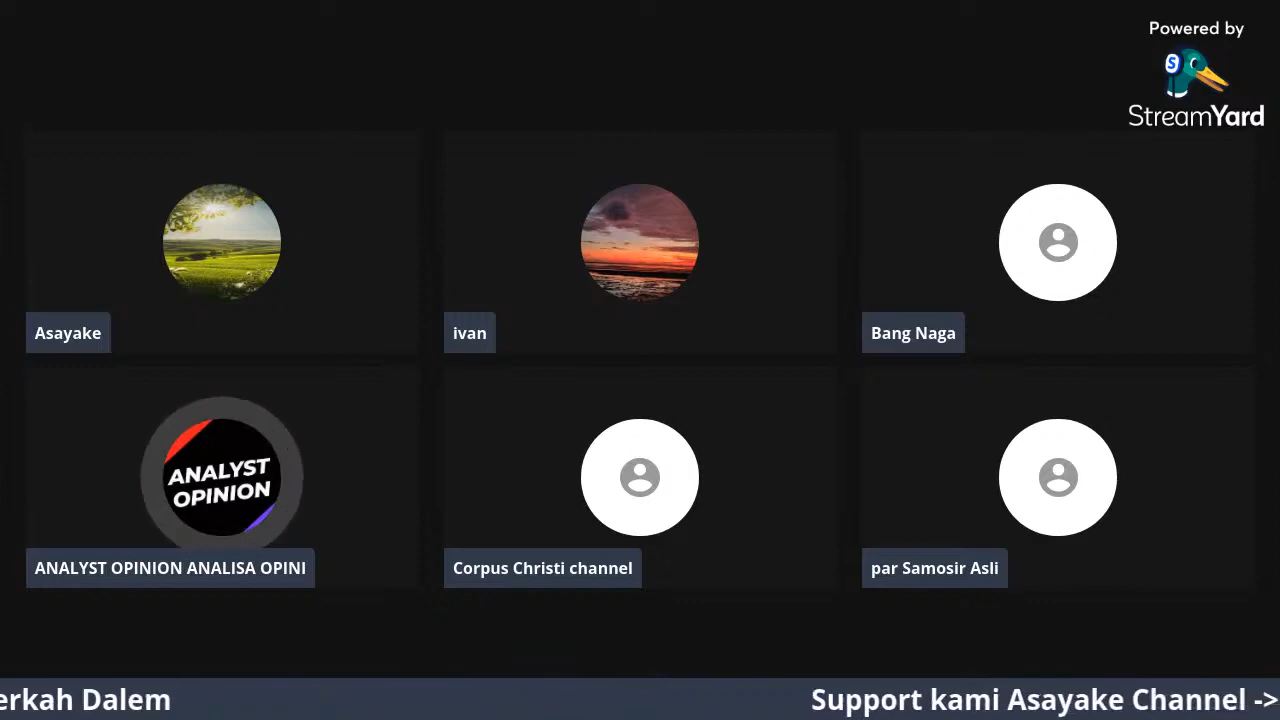 Powered by
StreamYard
Asayake
ivan
Bang Naga
ANALYST
OPINION
ANALYST OPINION ANALISA OPINI
Corpus Christi channel
par Samosir Asli
erkah Dalem
Support kami Asayake Channel ->